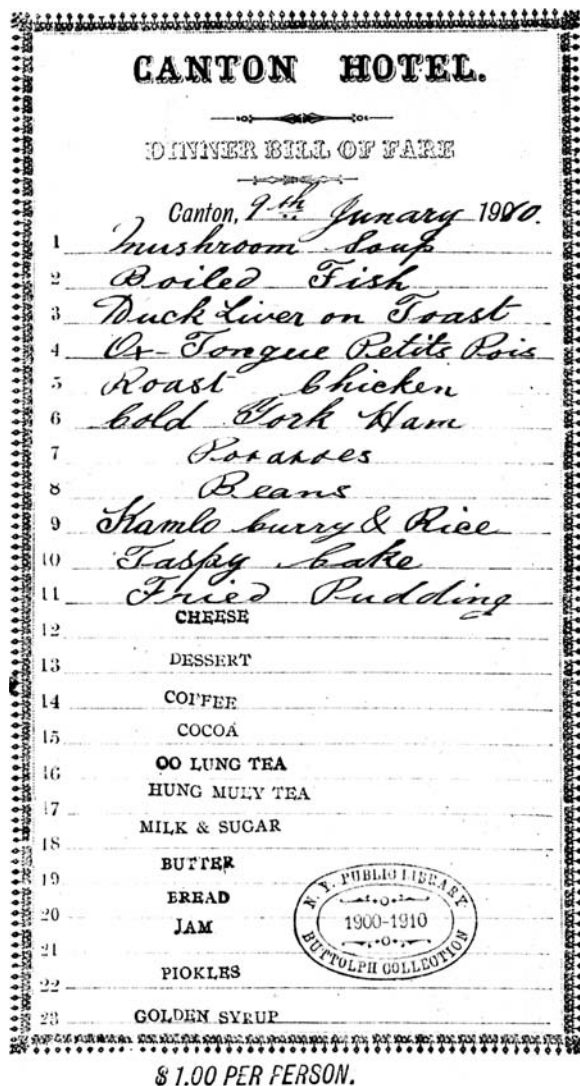 CANTON HOTEL.
DINNER BILL OF FARE
Canton, 9th Junary 1910.
1 Mushroom Soup
2 Boiled Fish
3 Duck Liver on Toast
4 Ox-Tongue Petits Pois
5 Roast Chicken
6 Cold York Ham
7 Potatoes
8 Beans
9 Kamlo Curry & Rice
10 Taspy Cake
11 Fried Pudding
12 CHEESE
13 DESSERT
14 COFFEE
15 COCOA
16 OO LUNG TEA
17 HUNG MUEY TEA
18 MILK & SUGAR
19 BUTTER
20 BREAD
21 JAM
22 PICKLES
23 GOLDEN SYRUP
N. Y. PUBLIC LIBRARY
1900-1910
BUTTOLPH COLLECTION
$1.00 PER PERSON.